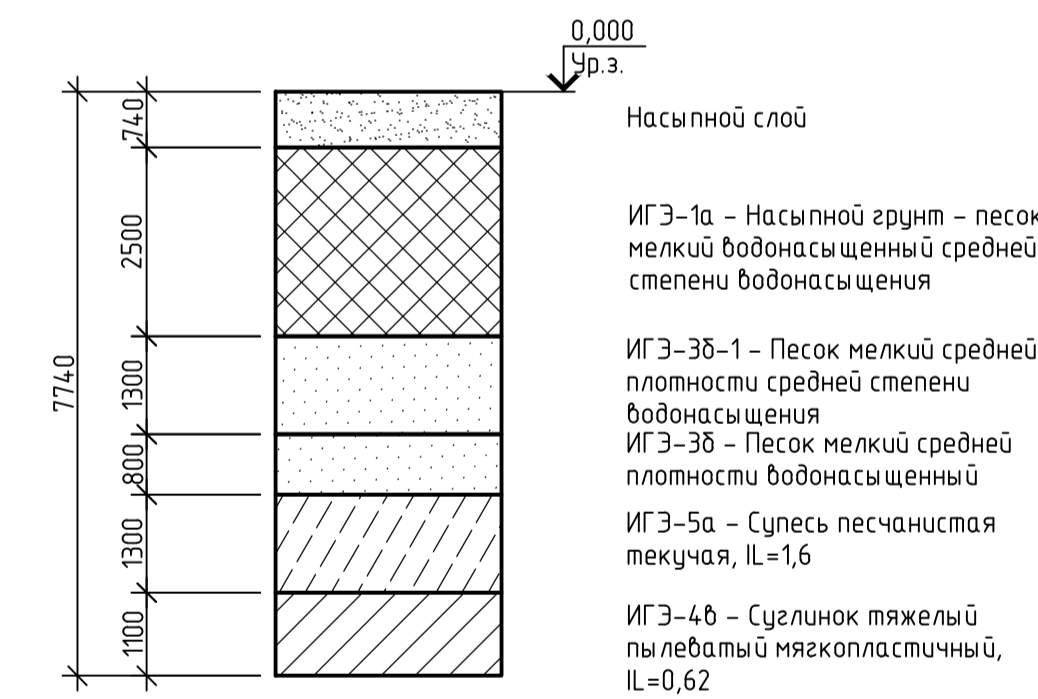 0,000
Ур.з.
740
Насыпной слой
2500
ИГЭ-1а - Насыпной грунт - песок
мелкий водонасыщенный средней
степени водонасыщения
7740
1300
ИГЭ-3б-1 - Песок мелкий средней
плотности средней степени
водонасыщения
800
ИГЭ-3б - Песок мелкий средней
плотности водонасыщенный
1300
ИГЭ-5а - Супесь песчанистая
текучая, IL=1,6
1100
ИГЭ-4в - Суглинок тяжелый
пылеватый мягкопластичный,
IL=0,62